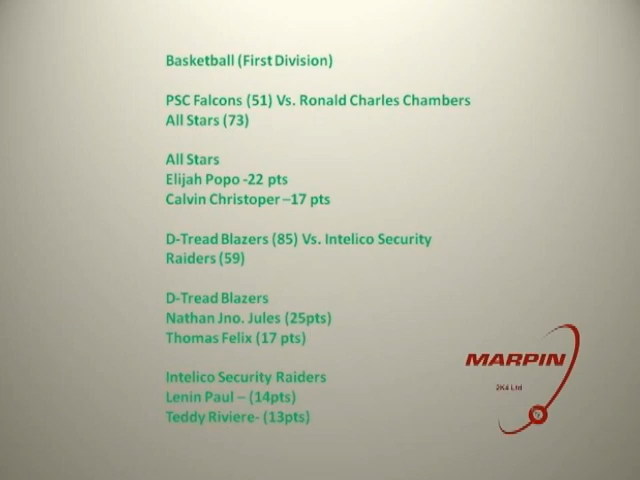 Basketball (First Division)
PSC Falcons (51) Vs. Ronald Charles Chambers
All Stars (73)
All Stars
Elijah Popo -22 pts
Calvin Christoper –17 pts
D-Tread Blazers (85) Vs. Intelico Security
Raiders (59)
D-Tread Blazers
Nathan Jno. Jules (25pts)
Thomas Felix (17 pts)
Intelico Security Raiders
Lenin Paul – (14pts)
Teddy Riviere- (13pts)
MARPIN
2K4 Ltd